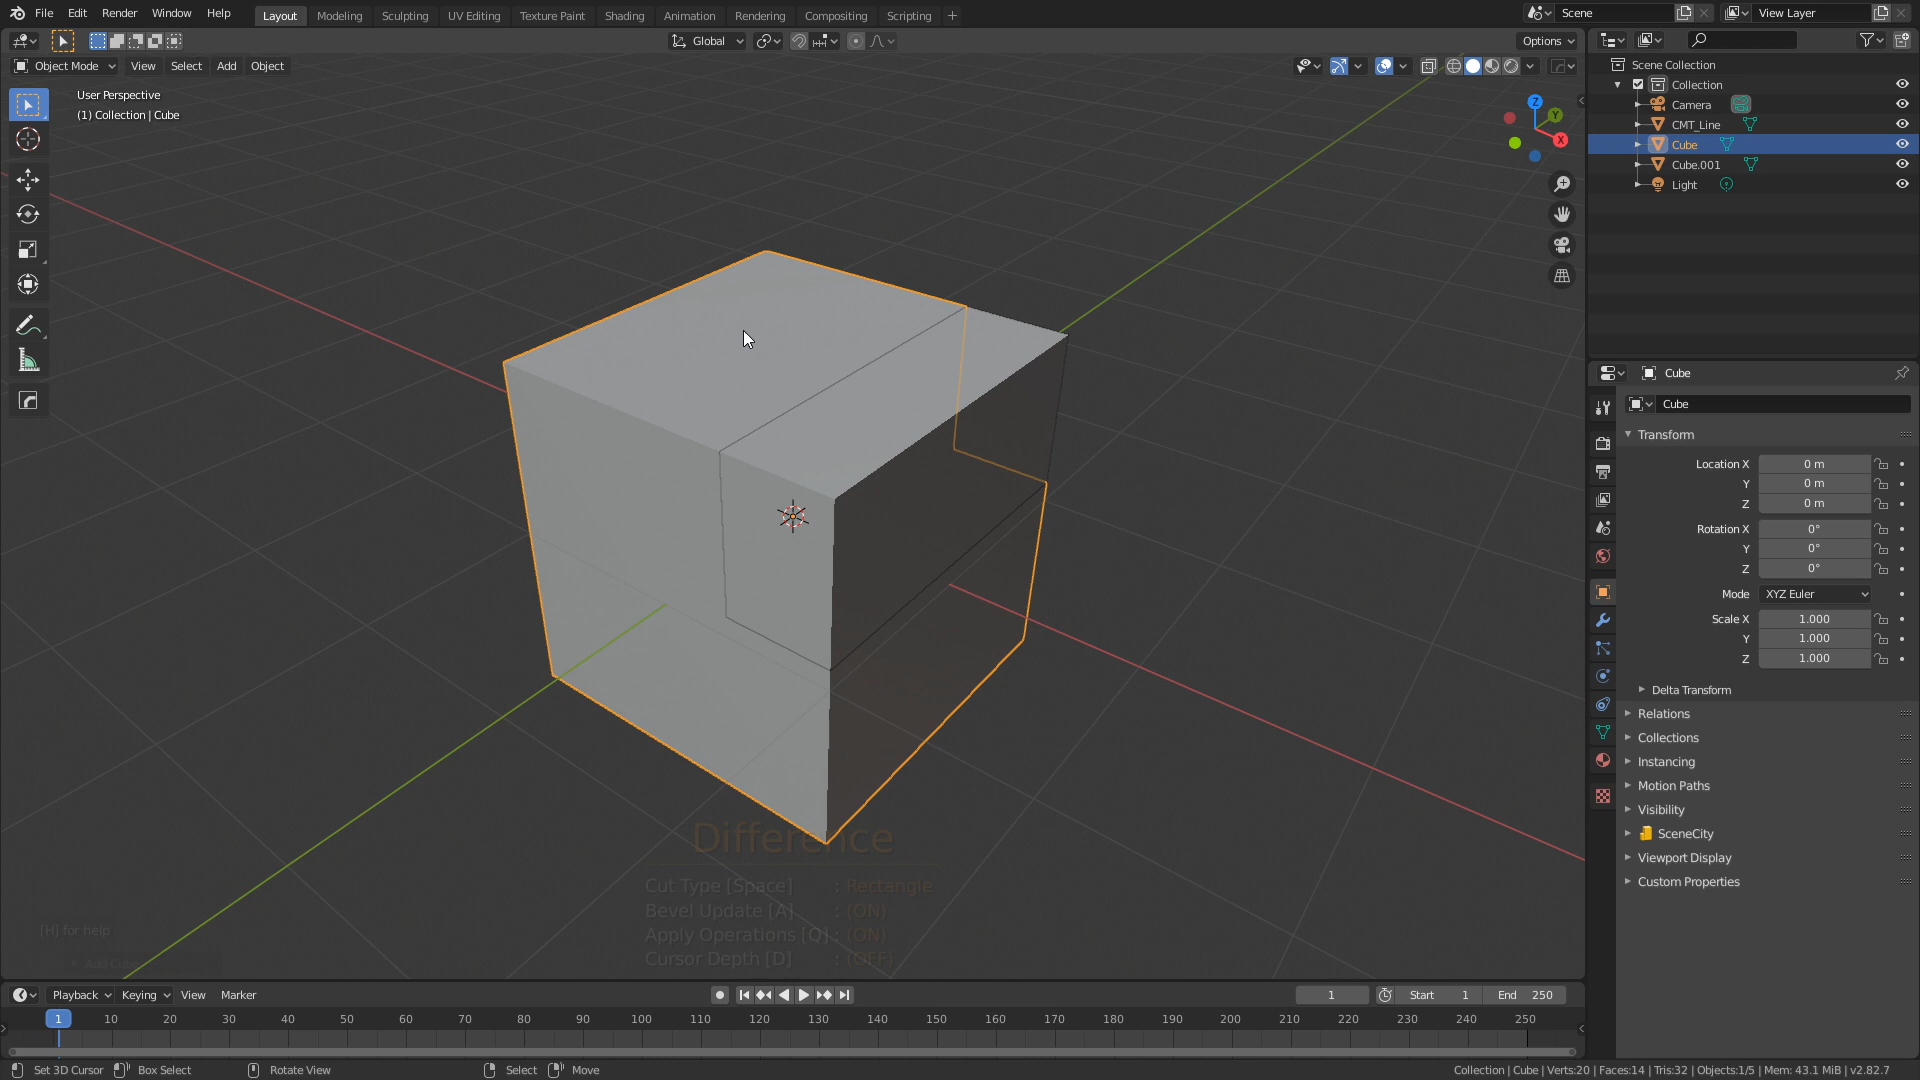 File Edit Render Window Help
Layout Modeling Sculpting UV Editing Texture Paint Shading Animation Rendering Compositing Scripting +
Scene
View Layer
Global
Options
Object Mode View Select Add Object
User Perspective
(1) Collection | Cube
Z
Y
X
Scene Collection
Collection
Camera
CMT_Line
Cube
Cube.001
Light
Cube
Cube
Transform
Location X 0 m
Y 0 m
Z 0 m
Rotation X 0°
Y 0°
Z 0°
Mode XYZ Euler
Scale X 1.000
Y 1.000
Z 1.000
Delta Transform
Relations
Collections
Instancing
Motion Paths
Visibility
SceneCity
Viewport Display
Custom Properties
Difference
Cut Type [Space] : Rectangle
Bevel Update [A] : (ON)
Apply Operations [Q] : (ON)
Cursor Depth [D] : (OFF)
[H] for help
Add Cube
Playback Keying View Marker
1 Start 1 End 250
1 10 20 30 40 50 60 70 80 90 100 110 120 130 140 150 160 170 180 190 200 210 220 230 240 250
Set 3D Cursor Box Select Rotate View Select Move
Collection | Cube | Verts:20 | Faces:14 | Tris:32 | Objects:1/5 | Mem: 43.1 MiB | v2.82.7